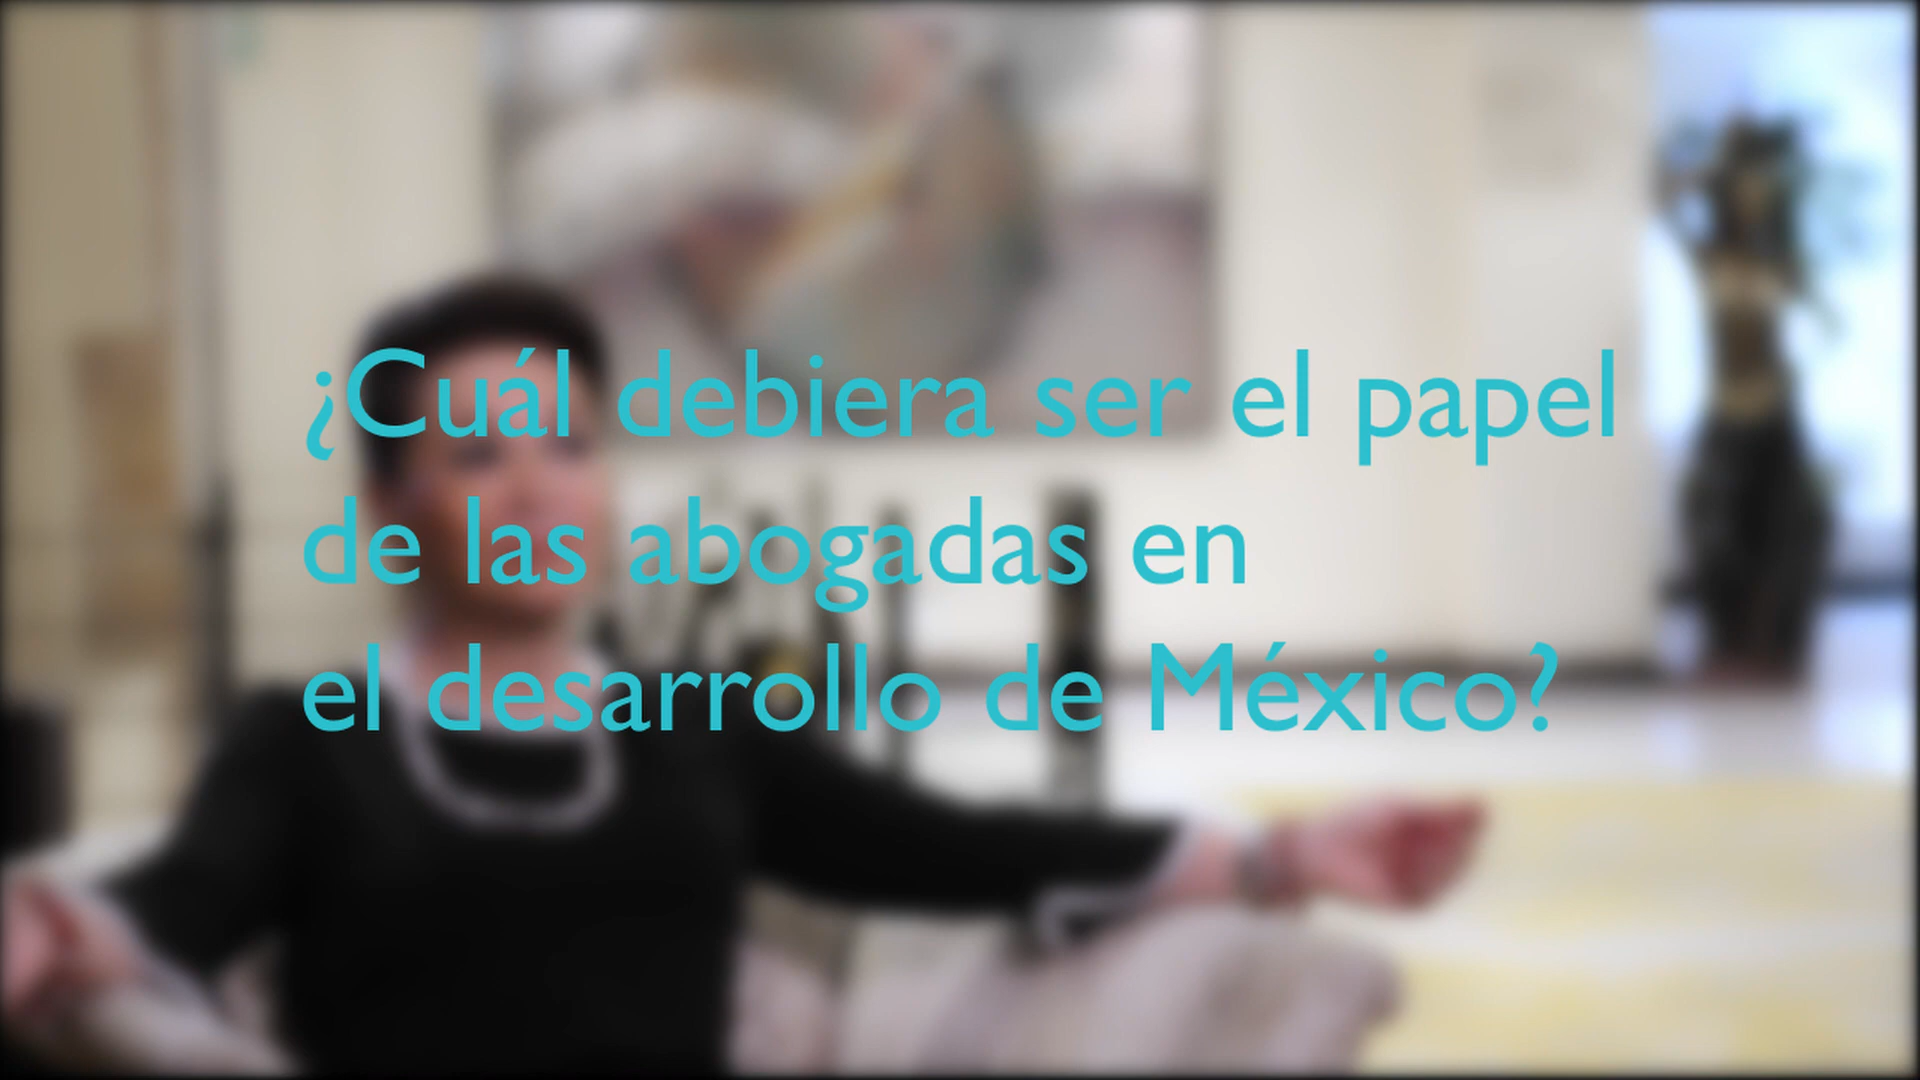 ¿Cuál debiera ser el papel
de las abogadas en
el desarrollo de México?